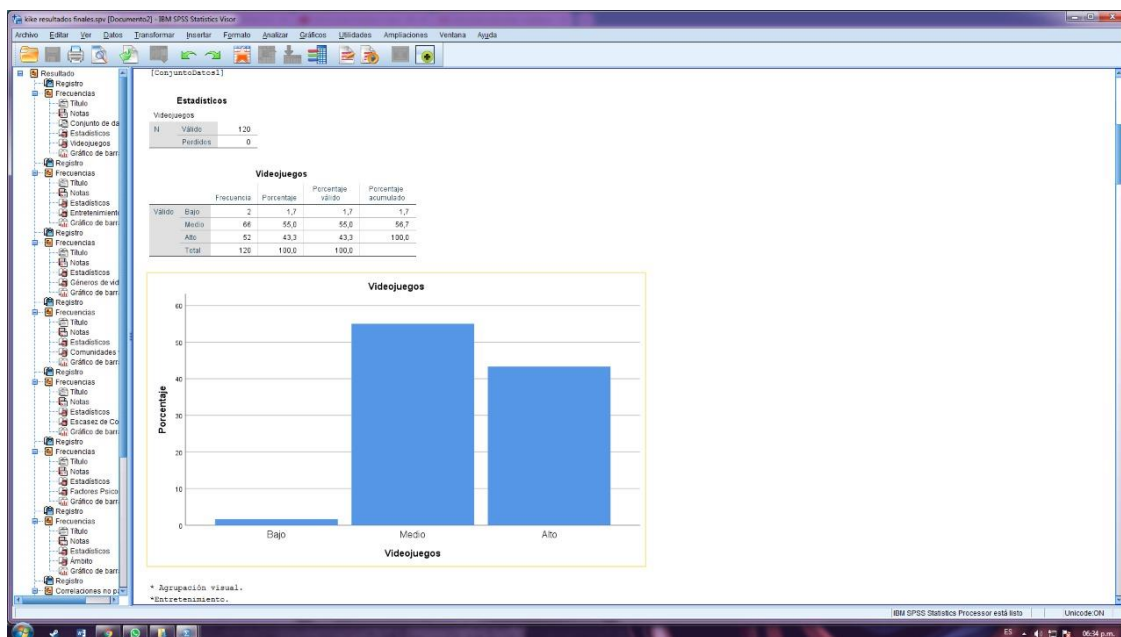 kike resultados finales.spv [Documento2] - IBM SPSS Statistics Visor
Archivo Editar Ver Datos Transformar Insertar Formato Analizar Gráficos Utilidades Ampliaciones Ventana Ayuda
Resultado
Registro
Frecuencias
Título
Notas
Conjunto de da
Estadísticos
Videojuegos
Gráfico de barr
Registro
Frecuencias
Título
Notas
Estadísticos
Entretenimient
Gráfico de barr
Registro
Frecuencias
Título
Notas
Estadísticos
Géneros de vid
Gráfico de barr
Registro
Frecuencias
Título
Notas
Estadísticos
Comunidades
Gráfico de barr
Registro
Frecuencias
Título
Notas
Estadísticos
Escasez de Co
Gráfico de barr
Registro
Frecuencias
Título
Notas
Estadísticos
Factores Psico
Gráfico de barr
Registro
Frecuencias
Título
Notas
Estadísticos
Ámbito
Gráfico de barr
Registro
Correlaciones no p
[ConjuntoDatos1]
Estadísticos
Videojuegos
N Válido 120
Perdidos 0
Videojuegos
Frecuencia Porcentaje Porcentaje válido Porcentaje acumulado
Válido Bajo 2 1,7 1,7 1,7
Medio 66 55,0 55,0 56,7
Alto 52 43,3 43,3 100,0
Total 120 100,0 100,0
Videojuegos
Porcentaje
60
50
40
30
20
10
0
Bajo Medio Alto
Videojuegos
* Agrupación visual.
*Entretenimiento.
IBM SPSS Statistics Processor está listo Unicode:ON
ES 06:34 p.m.